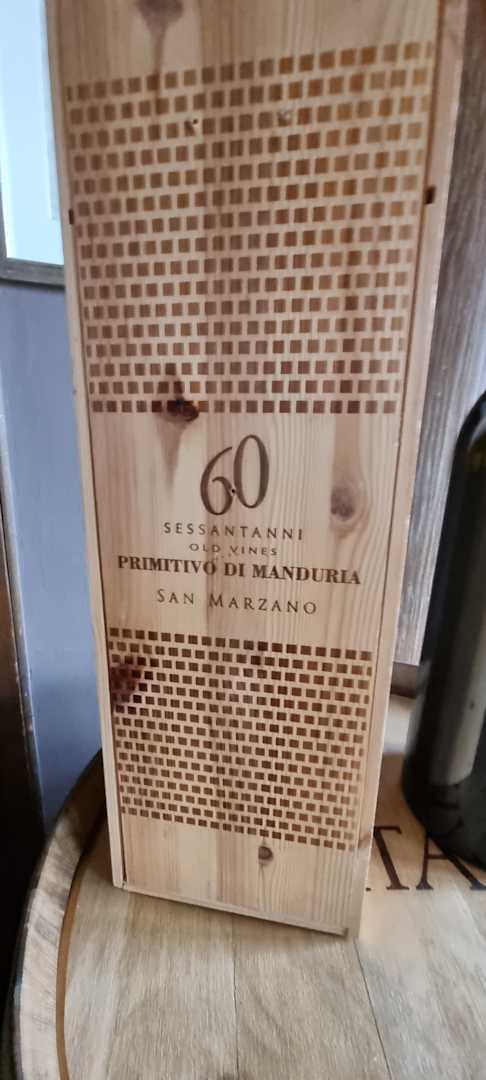 60
SESSANTANNI
OLD VINES
PRIMITIVO DI MANDURIA
SAN MARZANO